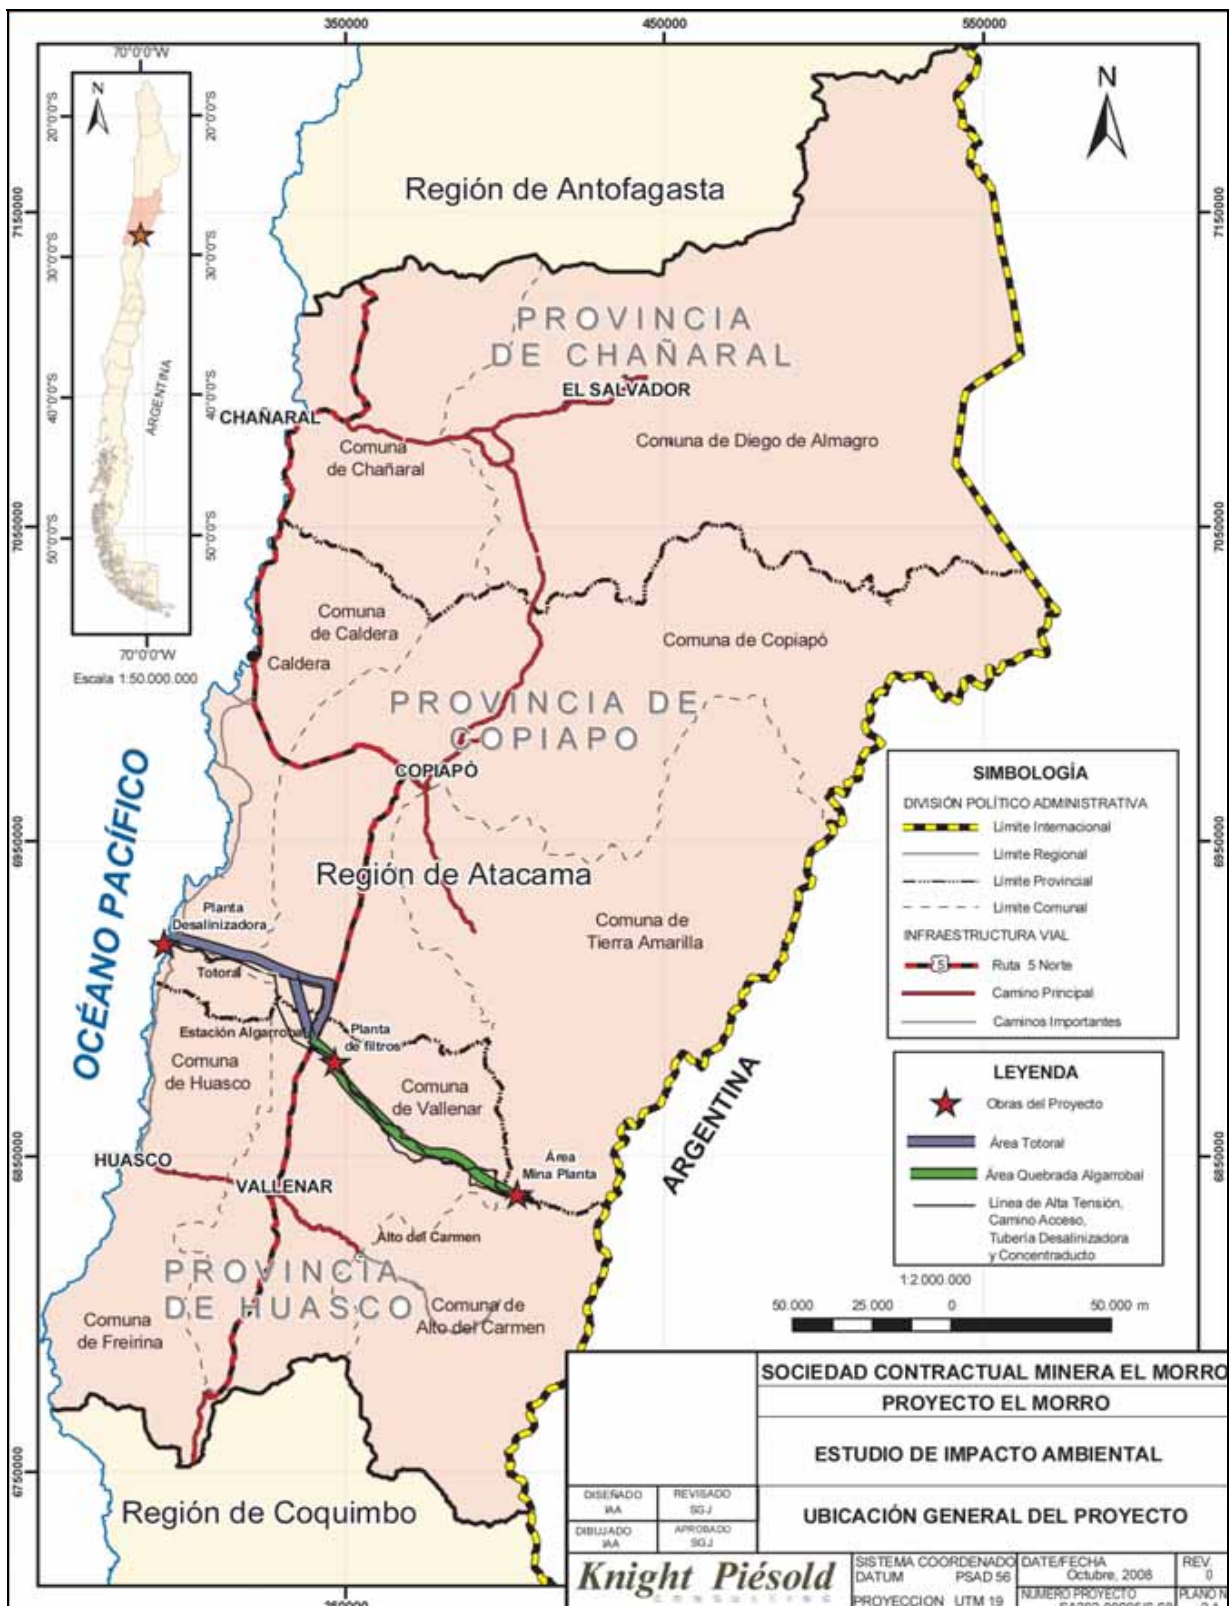 350000
450000
550000
70°0'0"W
N
20°0'0"S
20°0'0"S
30°0'0"S
30°0'0"S
40°0'0"S
40°0'0"S
50°0'0"S
50°0'0"S
ARGENTINA
70°0'0"W
Escala 1:50.000.000
N
7150000
7150000
7050000
7050000
6950000
6950000
6850000
6850000
6750000
Región de Antofagasta
PROVINCIA
DE CHAÑARAL
EL SALVADOR
CHAÑARAL
Comuna
de Chañaral
Comuna de Diego de Almagro
Comuna
de Caldera
Caldera
Comuna de Copiapó
PROVINCIA DE
COPIAPO
COPIAPÓ
OCÉANO PACÍFICO
Región de Atacama
Planta
Desalinizadora
Comuna de
Tierra Amarilla
Totoral
Estación Algarrobal
Planta
de filtros
Comuna
de Huasco
Comuna
de Vallenar
HUASCO
VALLENAR
Área
Mina Planta
ARGENTINA
Alto del Carmen
PROVINCIA
DE HUASCO
Comuna
de Freirina
Comuna de
Alto del Carmen
Región de Coquimbo
SIMBOLOGÍA
DIVISIÓN POLÍTICO ADMINISTRATIVA
Limite Internacional
Limite Regional
Limite Provincial
Limite Comunal
INFRAESTRUCTURA VIAL
5
Ruta 5 Norte
Camino Principal
Caminos Importantes
LEYENDA
Obras del Proyecto
Área Totoral
Área Quebrada Algarrobal
Línea de Alta Tensión,
Camino Acceso,
Tubería Desalinizadora
y Concentraducto
1:2.000.000
50.000 25.000 0 50.000 m
SOCIEDAD CONTRACTUAL MINERA EL MORRO
PROYECTO EL MORRO
ESTUDIO DE IMPACTO AMBIENTAL
DISEÑADO
IAA
REVISADO
SGJ
DIBUJADO
IAA
APROBADO
SGJ
UBICACIÓN GENERAL DEL PROYECTO
Knight Piésold
CONSULTING
SISTEMA COORDENADO
DATUM PSAD 56
PROYECCION UTM 19
DATE/FECHA
Octubre, 2008
NUMERO PROYECTO
REV.
0
PLANO N